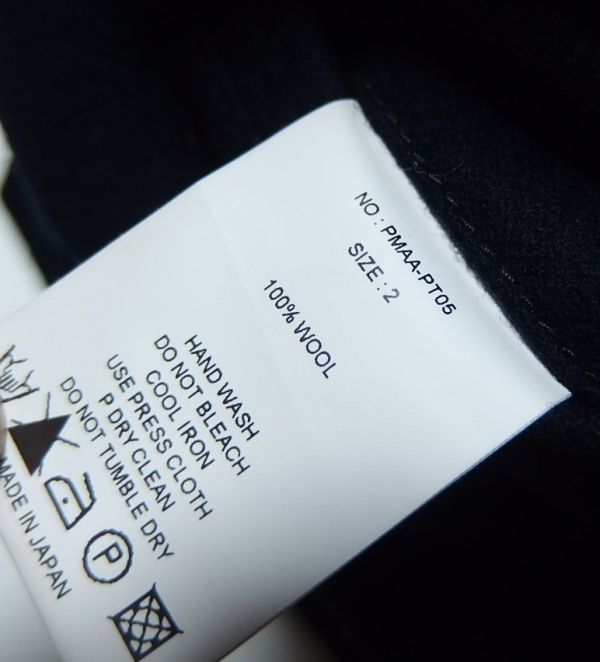 NO : PMAA-PT05
SIZE : 2
100% WOOL
HAND WASH
DO NOT BLEACH
COOL IRON
USE PRESS CLOTH
P DRY CLEAN
DO NOT TUMBLE DRY
P
MADE IN JAPAN